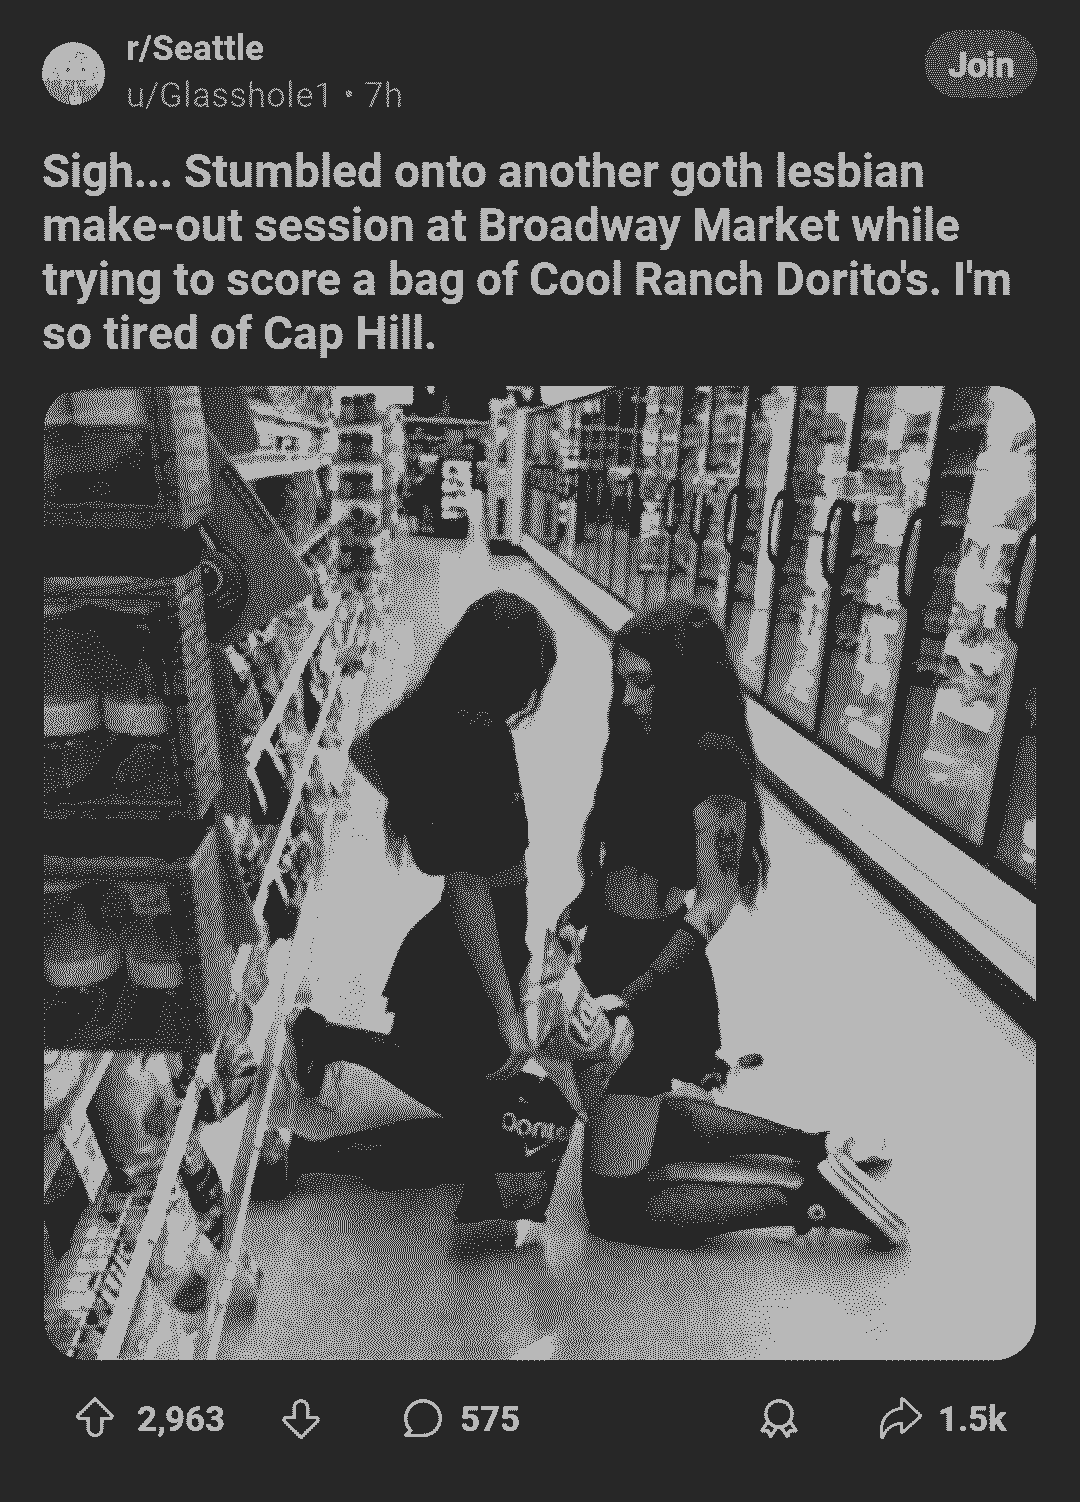 r/Seattle
u/Glasshole1 • 7h
Join
Sigh... Stumbled onto another goth lesbian
make-out session at Broadway Market while
trying to score a bag of Cool Ranch Dorito's. I'm
so tired of Cap Hill.
Doritos
2,963
575
1.5k